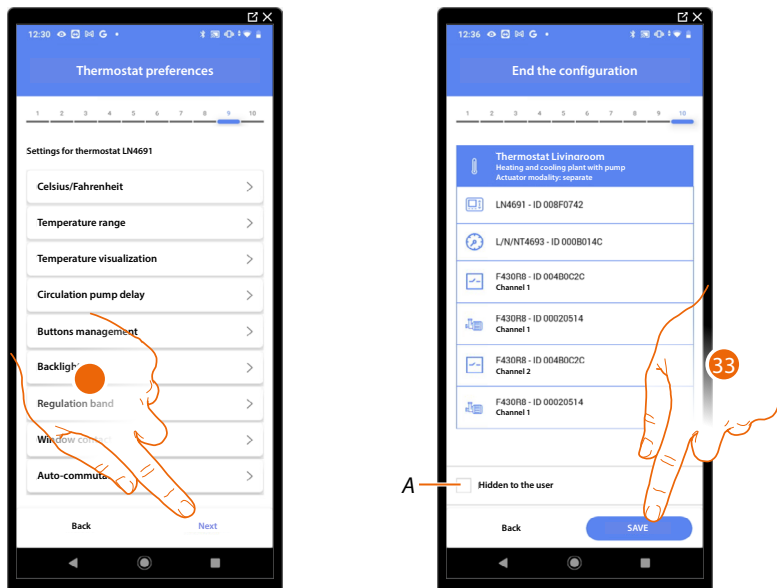 12:30 G
Thermostat preferences
1 2 3 4 5 6 7 8 9 10
Settings for thermostat LN4691
Celsius/Fahrenheit
Temperature range
Temperature visualization
Circulation pump delay
Buttons management
Backligh
Regulation band
Window contac
Auto-commuta
Back Next
12:36 G
End the configuration
1 2 3 4 5 6 7 8 9 10
Thermostat Livingroom
Heating and cooling plant with pump
Actuator modality: separate
LN4691 - ID 008F0742
L/N/NT4693 - ID 000B014C
F430R8 - ID 004B0C2C
Channel 1
F430R8 - ID 00020514
Channel 1
F430R8 - ID 004B0C2C
Channel 2
F430R8 - ID 00020514
Channel 1
33
A
Hidden to the user
Back SAVE